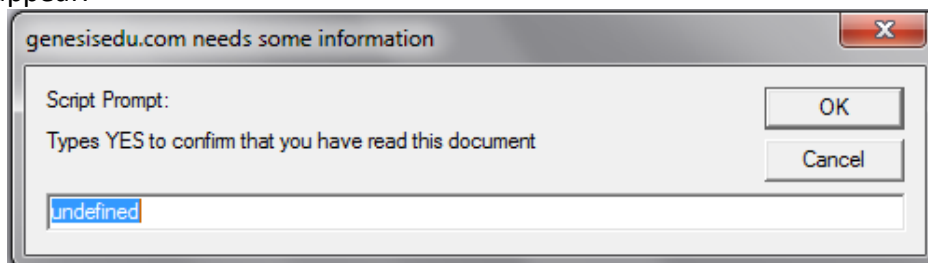 genesisedu.com needs some information
Script Prompt:
OK
Types YES to confirm that you have read this document
Cancel
undefined